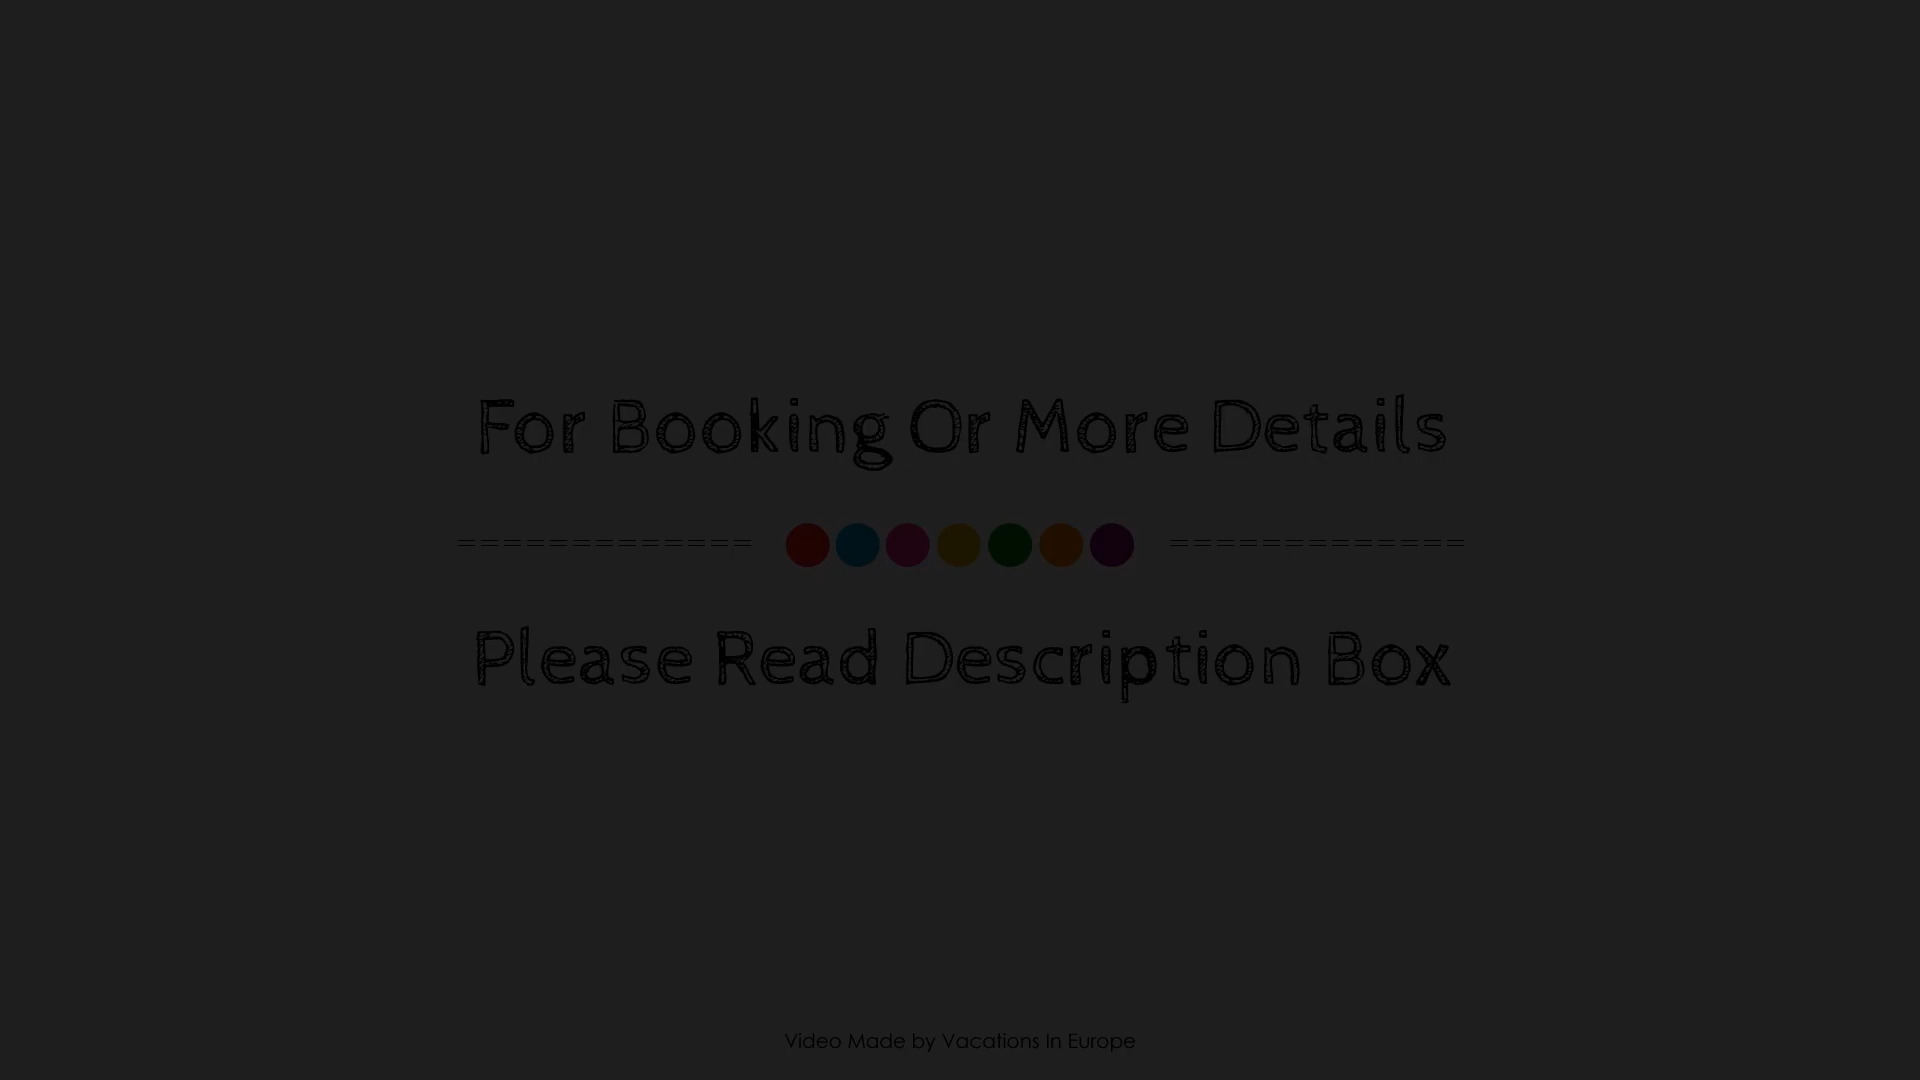 For Booking Or More Details
============= =============
Please Read Description Box
Video Made by Vacations In Europe